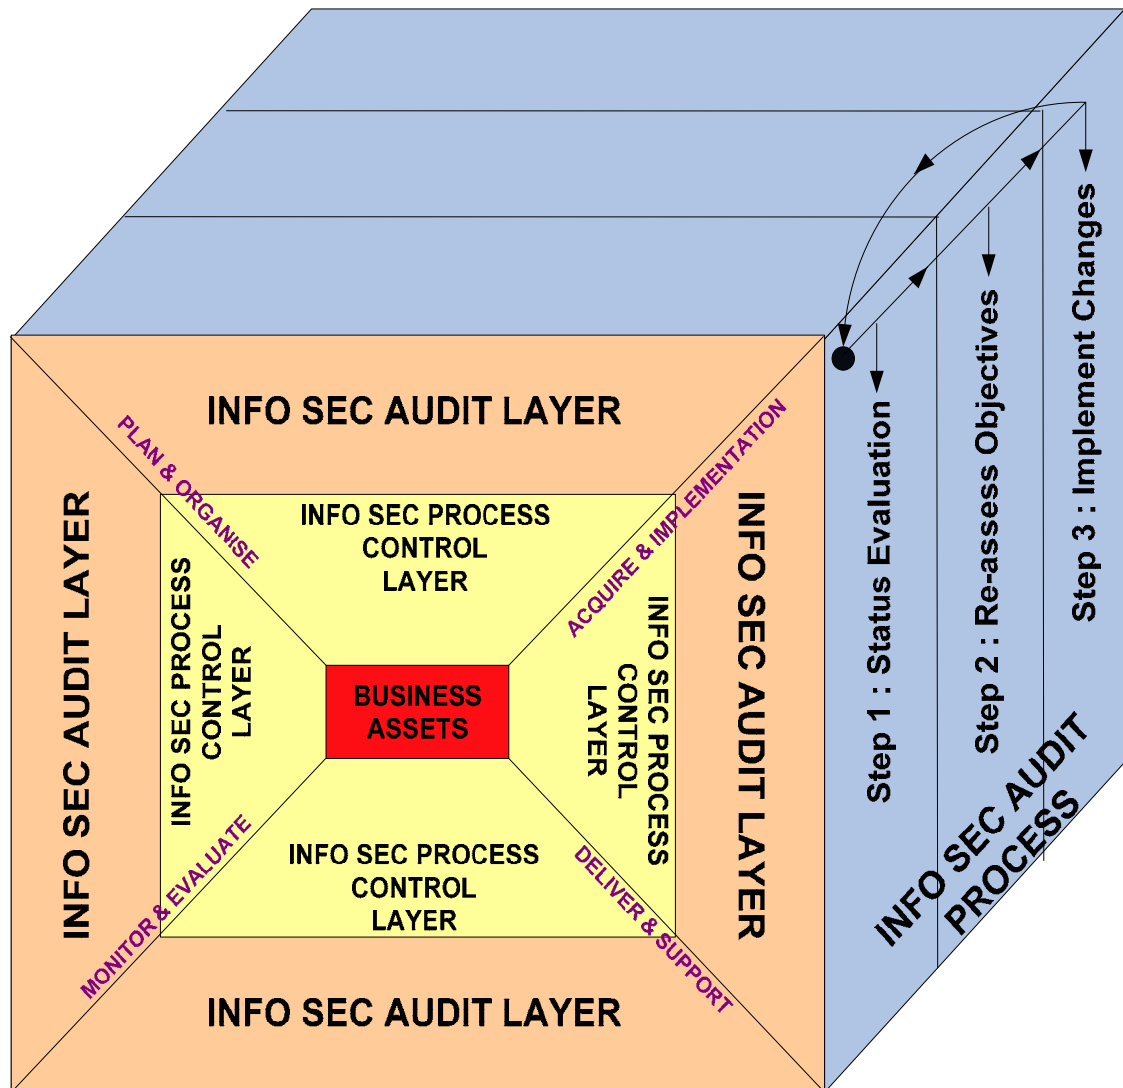 INFO SEC AUDIT LAYER
PLAN & ORGANISE
ACQUIRE & IMPLEMENTATION
INFO SEC PROCESS
CONTROL
LAYER
INFO SEC AUDIT LAYER
INFO SEC PROCESS
CONTROL
LAYER
BUSINESS
ASSETS
INFO SEC PROCESS
CONTROL
LAYER
INFO SEC AUDIT LAYER
INFO SEC PROCESS
CONTROL
LAYER
MONITOR & EVALUATE
DELIVER & SUPPORT
INFO SEC AUDIT LAYER
Step 1 : Status Evaluation
Step 2 : Re-assess Objectives
Step 3 : Implement Changes
INFO SEC AUDIT
PROCESS